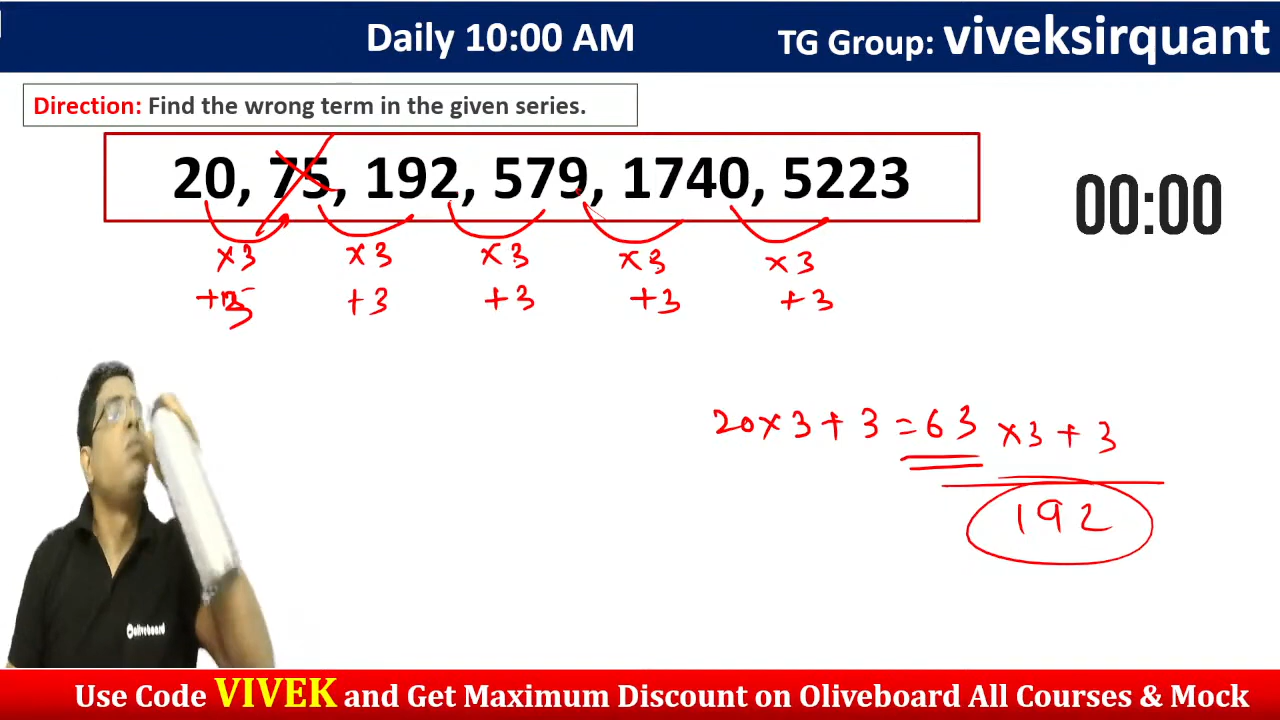 Daily 10:00 AM
TG Group: viveksirquant
Direction: Find the wrong term in the given series.
20, 75, 192, 579, 1740, 5223
00:00
×3 ×3 ×3 ×3 ×3
+3 +3 +3 +3
20×3+3=63 ×3+3
192
oliveboard
Use Code VIVEK and Get Maximum Discount on Oliveboard All Courses & Mock